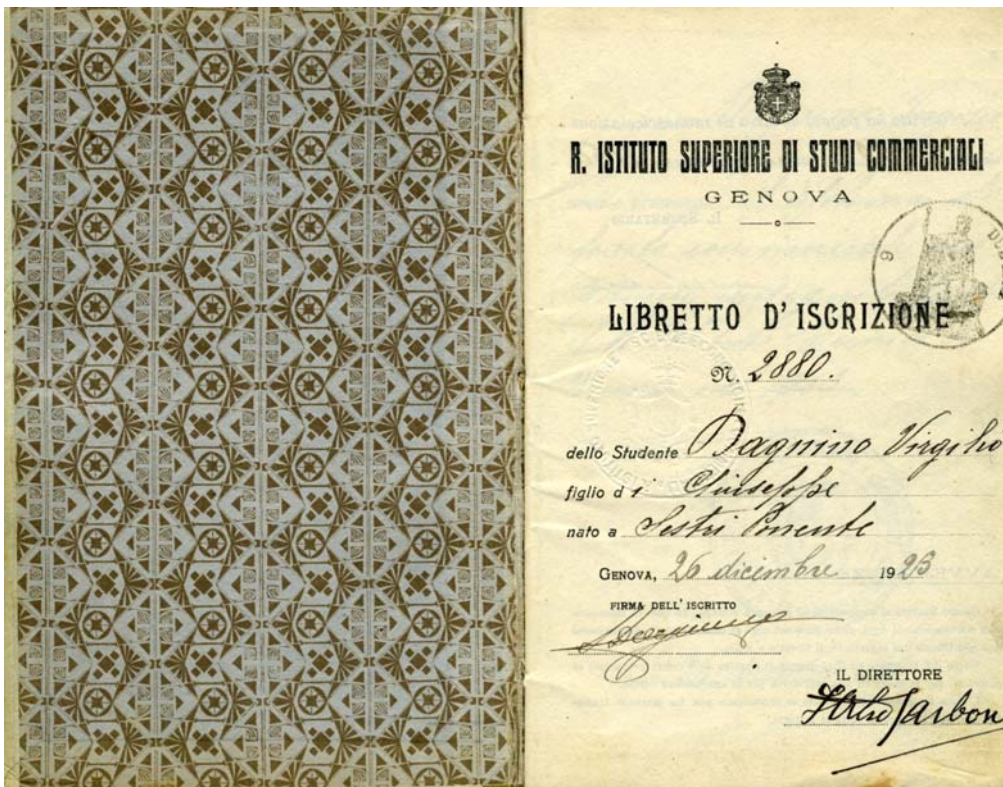 R. ISTITUTO SUPERIORE DI STUDI COMMERCIALI
GENOVA
LIBRETTO D'ISCRIZIONE
N. 2880.
dello Studente Dagnino Virgilio
figlio di Giuseppe
nato a Sestri Ponente
GENOVA, 26 dicembre 1923
FIRMA DELL'ISCRITTO
Dagnino
IL DIRETTORE